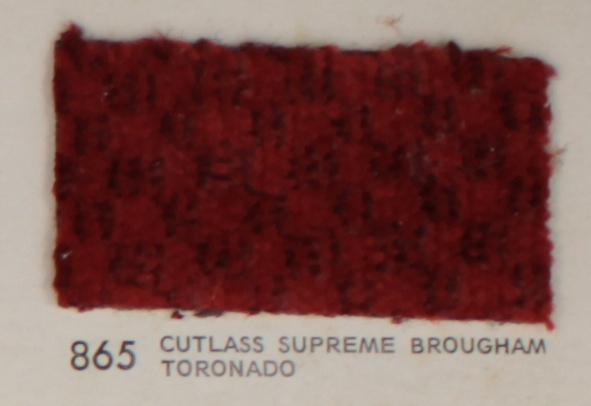 865 CUTLASS SUPREME BROUGHAM
TORONADO